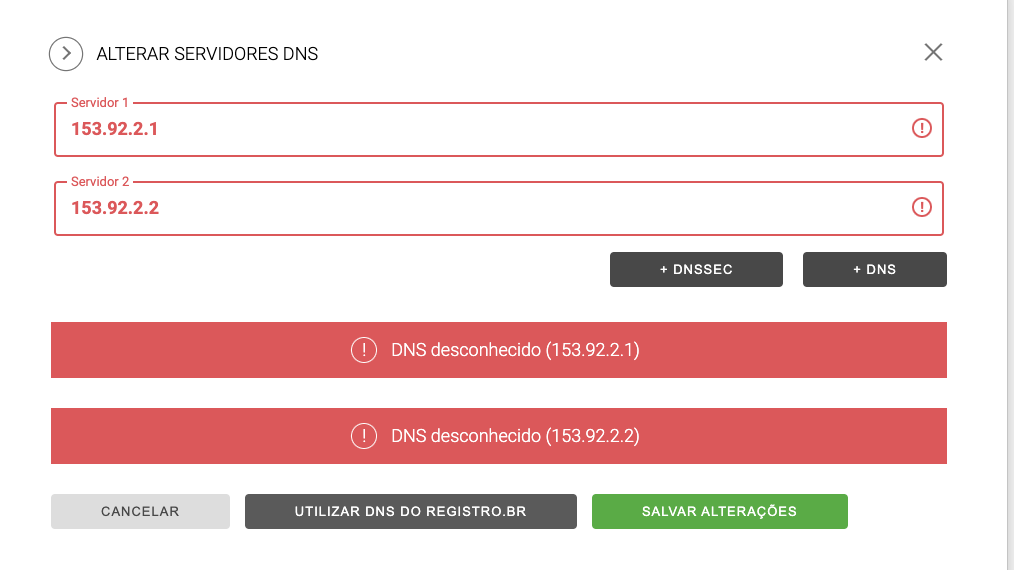 ALTERAR SERVIDORES DNS
Servidor 1
153.92.2.1
Servidor 2
153.92.2.2
+ DNSSEC
+ DNS
DNS desconhecido (153.92.2.1)
DNS desconhecido (153.92.2.2)
CANCELAR
UTILIZAR DNS DO REGISTRO.BR
SALVAR ALTERAÇÕES